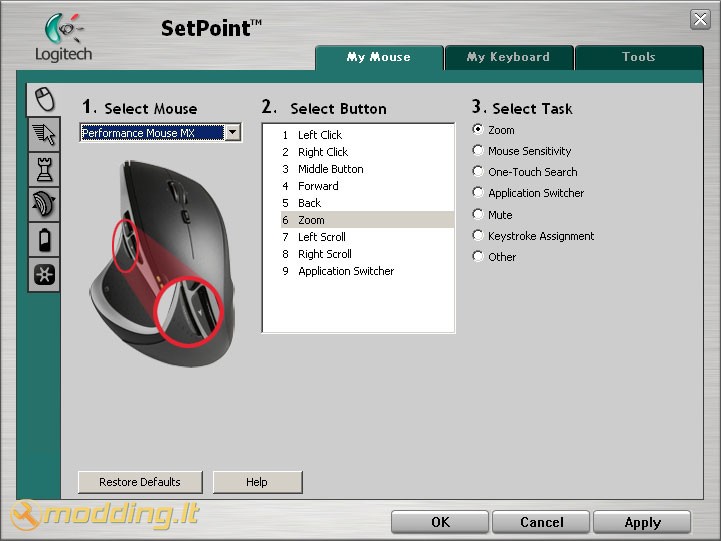 Logitech
SetPoint™
My Mouse
My Keyboard
Tools
1. Select Mouse
Performance Mouse MX
2. Select Button
1 Left Click
2 Right Click
3 Middle Button
4 Forward
5 Back
6 Zoom
7 Left Scroll
8 Right Scroll
9 Application Switcher
3. Select Task
Zoom
Mouse Sensitivity
One-Touch Search
Application Switcher
Mute
Keystroke Assignment
Other
Restore Defaults
Help
modding.lt
OK
Cancel
Apply